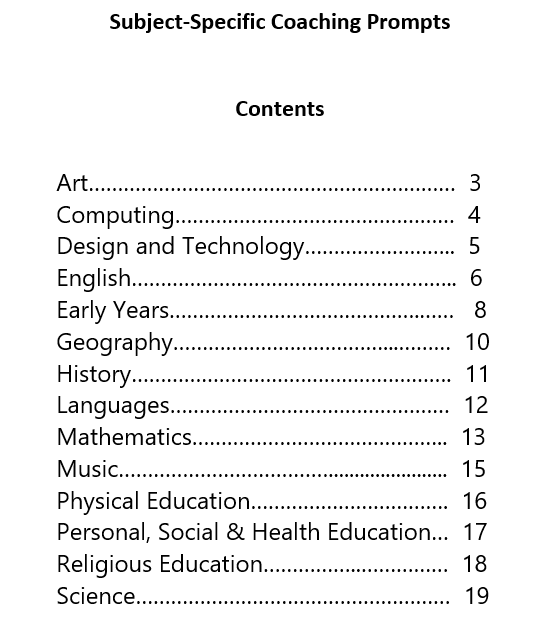 Subject-Specific Coaching Prompts
Contents
Art............................................................... 3
Computing................................................ 4
Design and Technology.......................... 5
English........................................................ 6
Early Years................................................. 8
Geography................................................ 10
History....................................................... 11
Languages................................................ 12
Mathematics............................................ 13
Music......................................................... 15
Physical Education.................................. 16
Personal, Social & Health Education... 17
Religious Education................................ 18
Science...................................................... 19